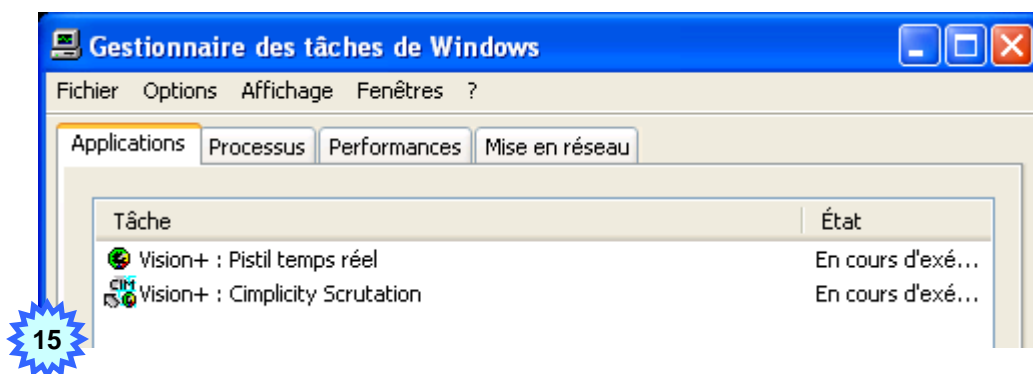 Gestionnaire des tâches de Windows
Fichier Options Affichage Fenêtres ?
Applications Processus Performances Mise en réseau
Tâche État
Vision+ : Pistil temps réel En cours d'exé...
CIM Vision+ : Cimplicity Scrutation En cours d'exé...
15